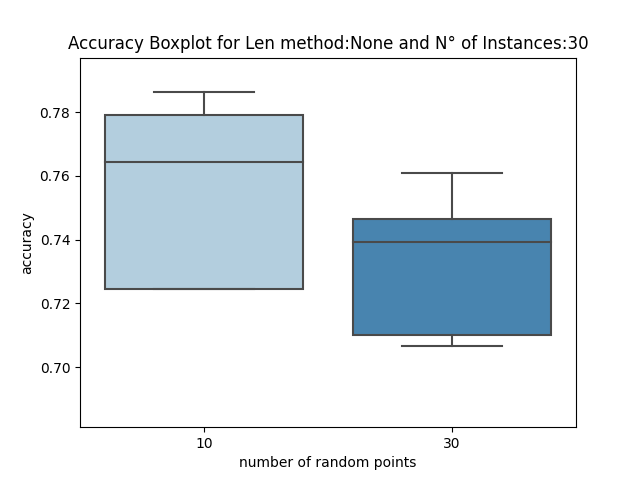 Accuracy Boxplot for Len method:None and N° of Instances:30
0.78
0.76
0.74
0.72
0.70
accuracy
10
30
number of random points